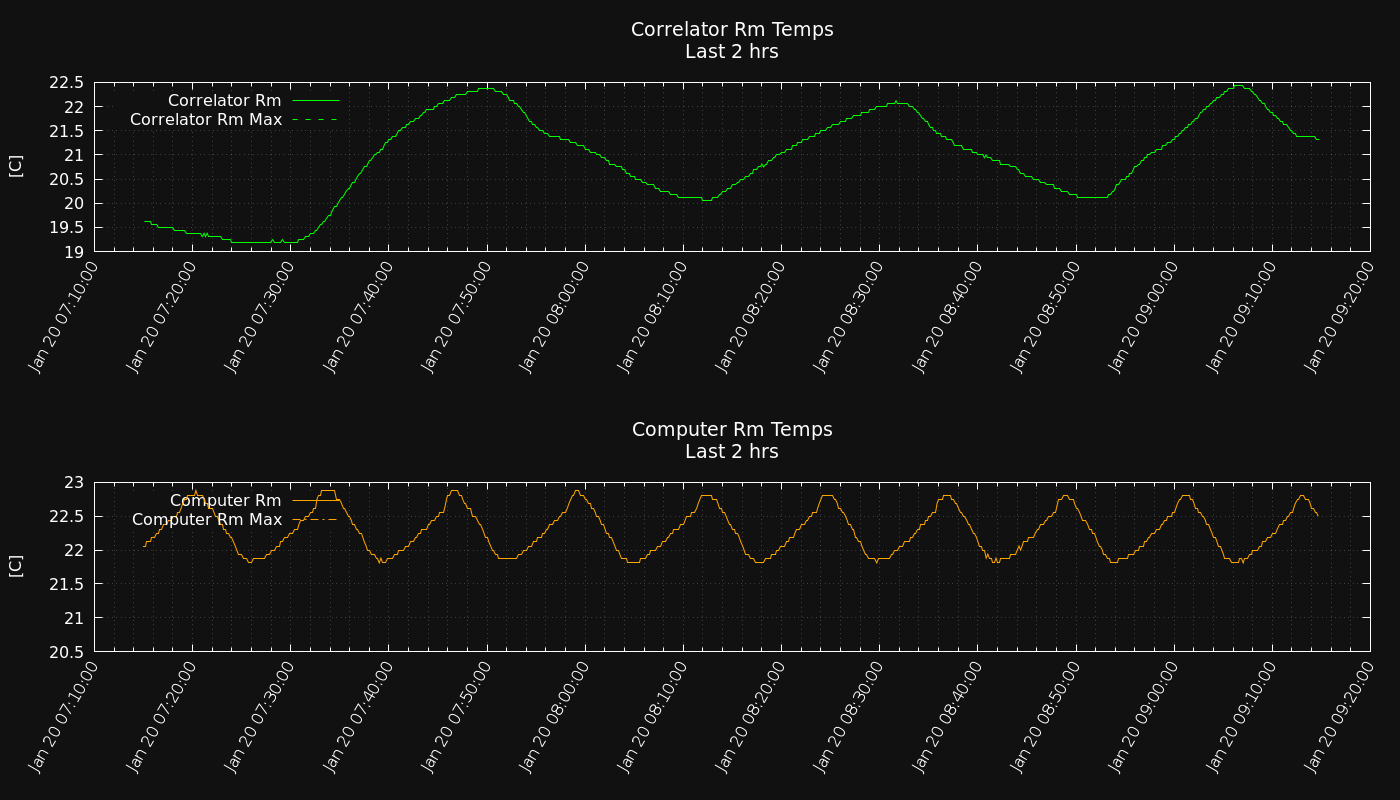 Correlator Rm Temps
Last 2 hrs
[C]
22.5
22
21.5
21
20.5
20
19.5
19
Correlator Rm
Correlator Rm Max
Jan 20 07:10:00
Jan 20 07:20:00
Jan 20 07:30:00
Jan 20 07:40:00
Jan 20 07:50:00
Jan 20 08:00:00
Jan 20 08:10:00
Jan 20 08:20:00
Jan 20 08:30:00
Jan 20 08:40:00
Jan 20 08:50:00
Jan 20 09:00:00
Jan 20 09:10:00
Jan 20 09:20:00
Computer Rm Temps
Last 2 hrs
[C]
23
22.5
22
21.5
21
20.5
Computer Rm
Computer Rm Max
Jan 20 07:10:00
Jan 20 07:20:00
Jan 20 07:30:00
Jan 20 07:40:00
Jan 20 07:50:00
Jan 20 08:00:00
Jan 20 08:10:00
Jan 20 08:20:00
Jan 20 08:30:00
Jan 20 08:40:00
Jan 20 08:50:00
Jan 20 09:00:00
Jan 20 09:10:00
Jan 20 09:20:00